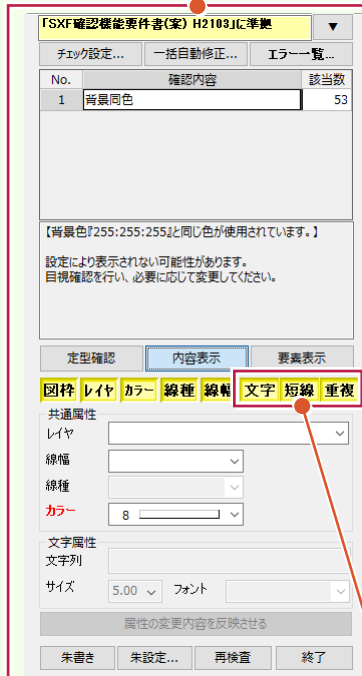 「SXF確認機能要件書(案) H2103」に準拠 ▼
チェック設定... 一括自動修正... エラー一覧...
No. 確認内容 該当数
1 背景同色 53
【背景色『255:255:255』と同じ色が使用されています。】
設定により表示されない可能性があります。
目視確認を行い、必要に応じて変更してください。
定型確認 内容表示 要素表示
図枠 レイヤ カラー 線種 線幅 文字 短線 重複
共通属性
レイヤ
線幅
線種
カラー 8
文字属性
文字列
サイズ 5.00 フォント
属性の変更内容を反映させる
朱書き 朱設定... 再検査 終了